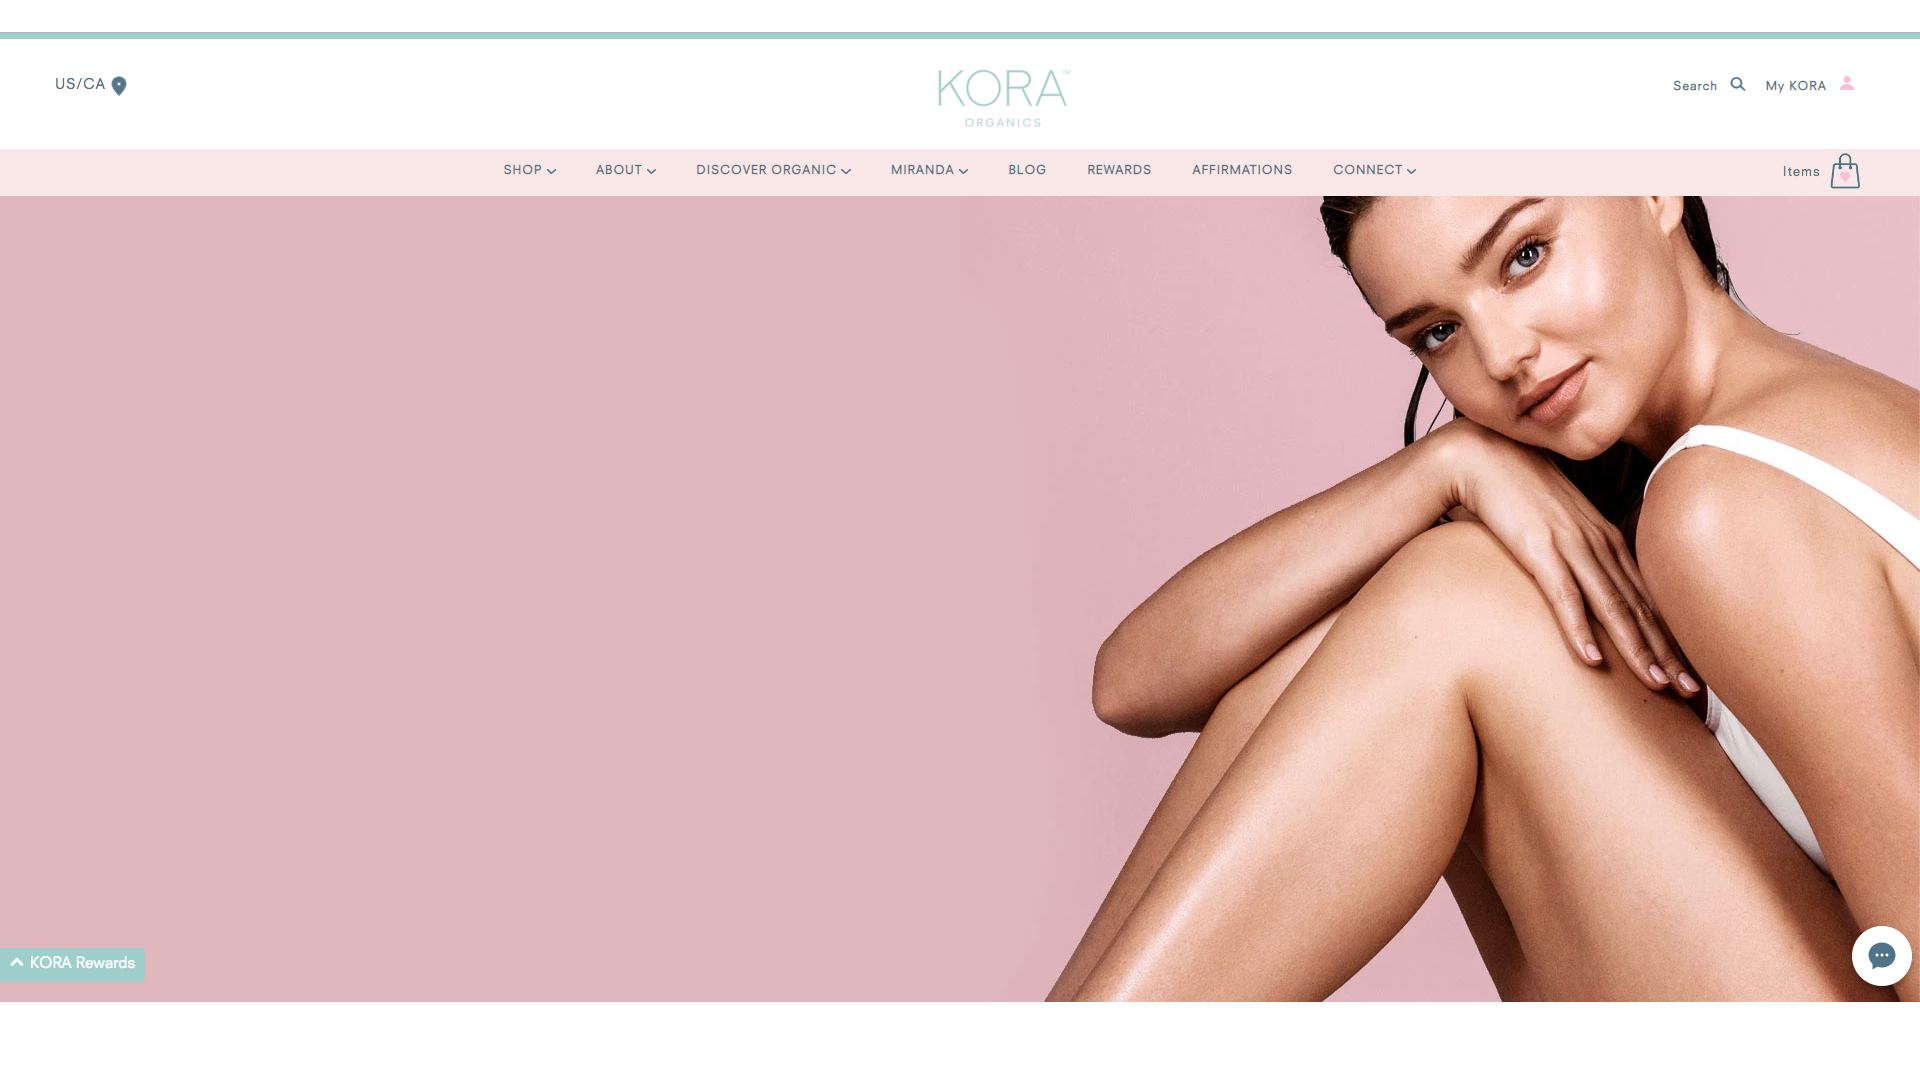 US/CA
KORA™
ORGANICS
Search
My KORA
SHOP
ABOUT
DISCOVER ORGANIC
MIRANDA
BLOG
REWARDS
AFFIRMATIONS
CONNECT
Items
KORA Rewards